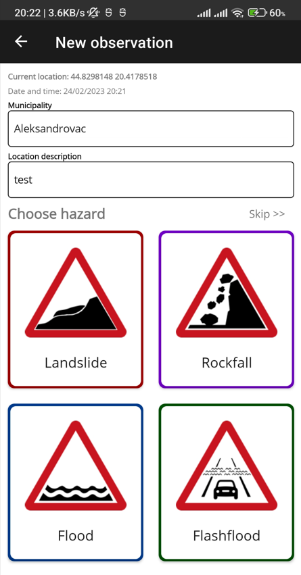 20:22 | 3.6KB/s
60%
New observation
Current location: 44.8298148 20.4178518
Date and time: 24/02/2023 20:21
Municipality
Aleksandrovac
Location description
test
Choose hazard
Skip >>
Landslide
Rockfall
Flood
Flashflood